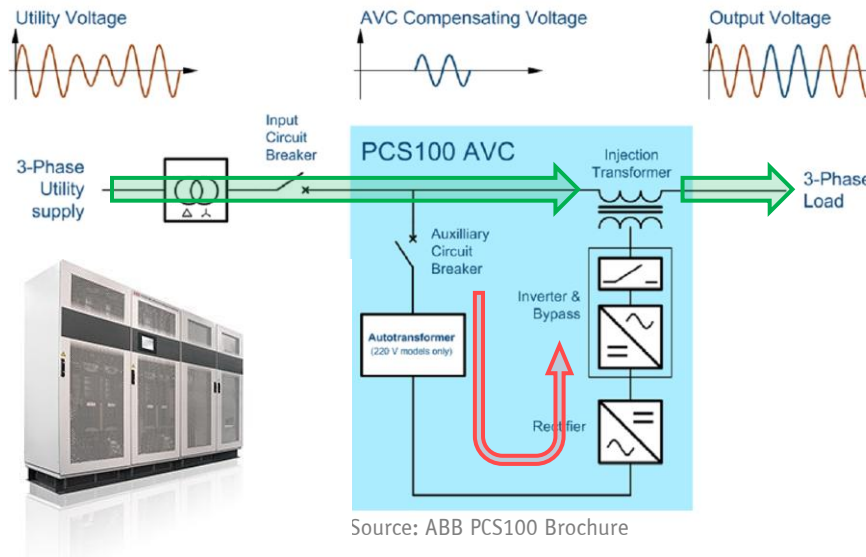 Utility Voltage
AVC Compensating Voltage
Output Voltage
Input
Circuit
Breaker
PCS100 AVC
Injection
Transformer
3-Phase
Utility
supply
3-Phase
Load
Auxilliary
Circuit
Breaker
Inverter &
Bypass
Autotransformer
(220 V models only)
Rectifier
Source: ABB PCS100 Brochure